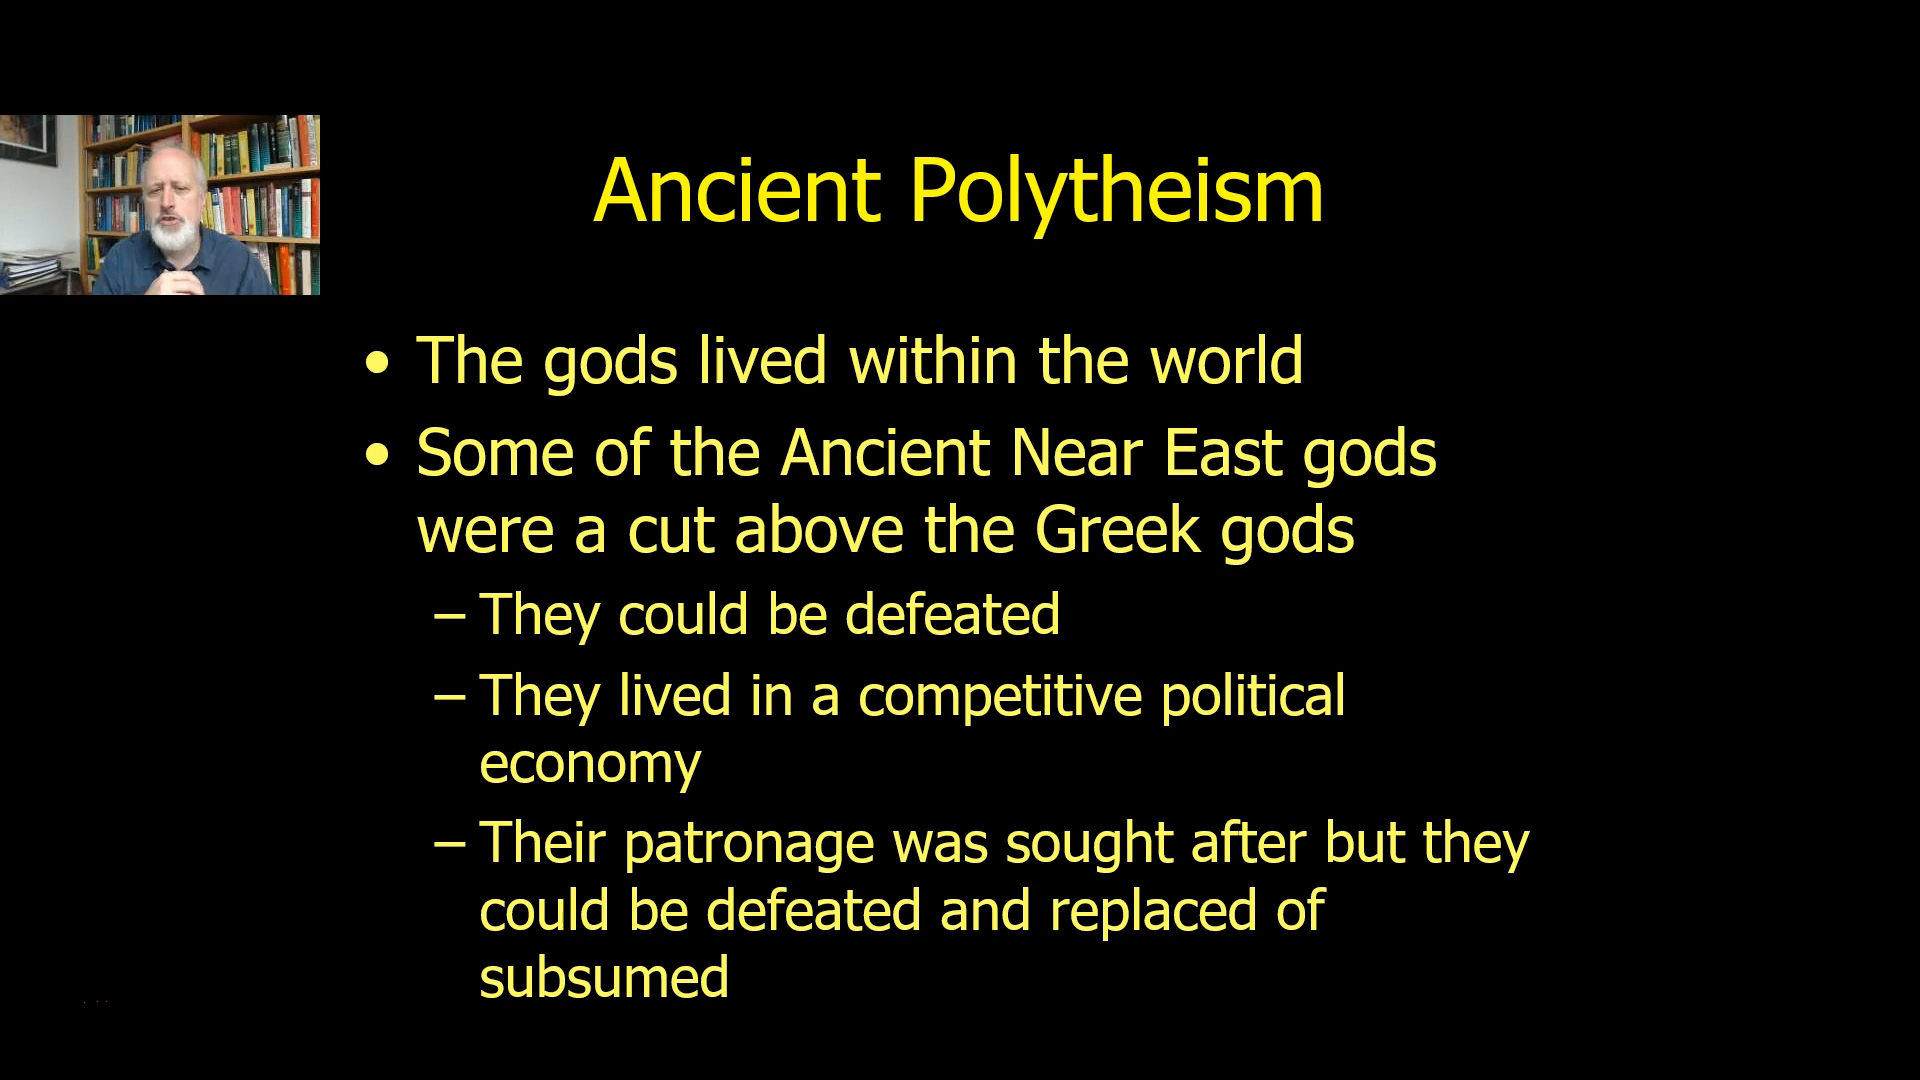 Ancient Polytheism
• The gods lived within the world
• Some of the Ancient Near East gods
were a cut above the Greek gods
– They could be defeated
– They lived in a competitive political
economy
– Their patronage was sought after but they
could be defeated and replaced of
subsumed